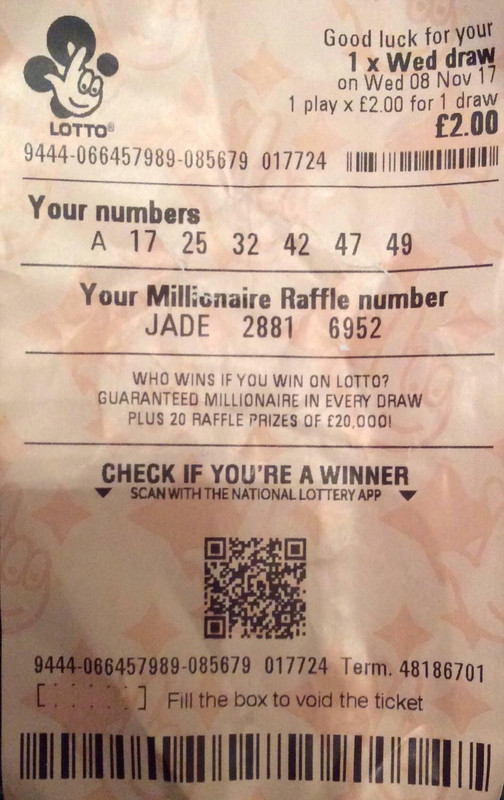 Good luck for your
1 x Wed draw
on Wed 08 Nov 17
1 play x £2.00 for 1 draw
£2.00
LOTTO®
9444-066457989-085679 017724
Your numbers
A 17 25 32 42 47 49
Your Millionaire Raffle number
JADE 2881 6952
WHO WINS IF YOU WIN ON LOTTO?
GUARANTEED MILLIONAIRE IN EVERY DRAW
PLUS 20 RAFFLE PRIZES OF £20,000!
CHECK IF YOU'RE A WINNER
SCAN WITH THE NATIONAL LOTTERY APP
9444-066457989-085679 017724 Term. 48186701
[ ] Fill the box to void the ticket